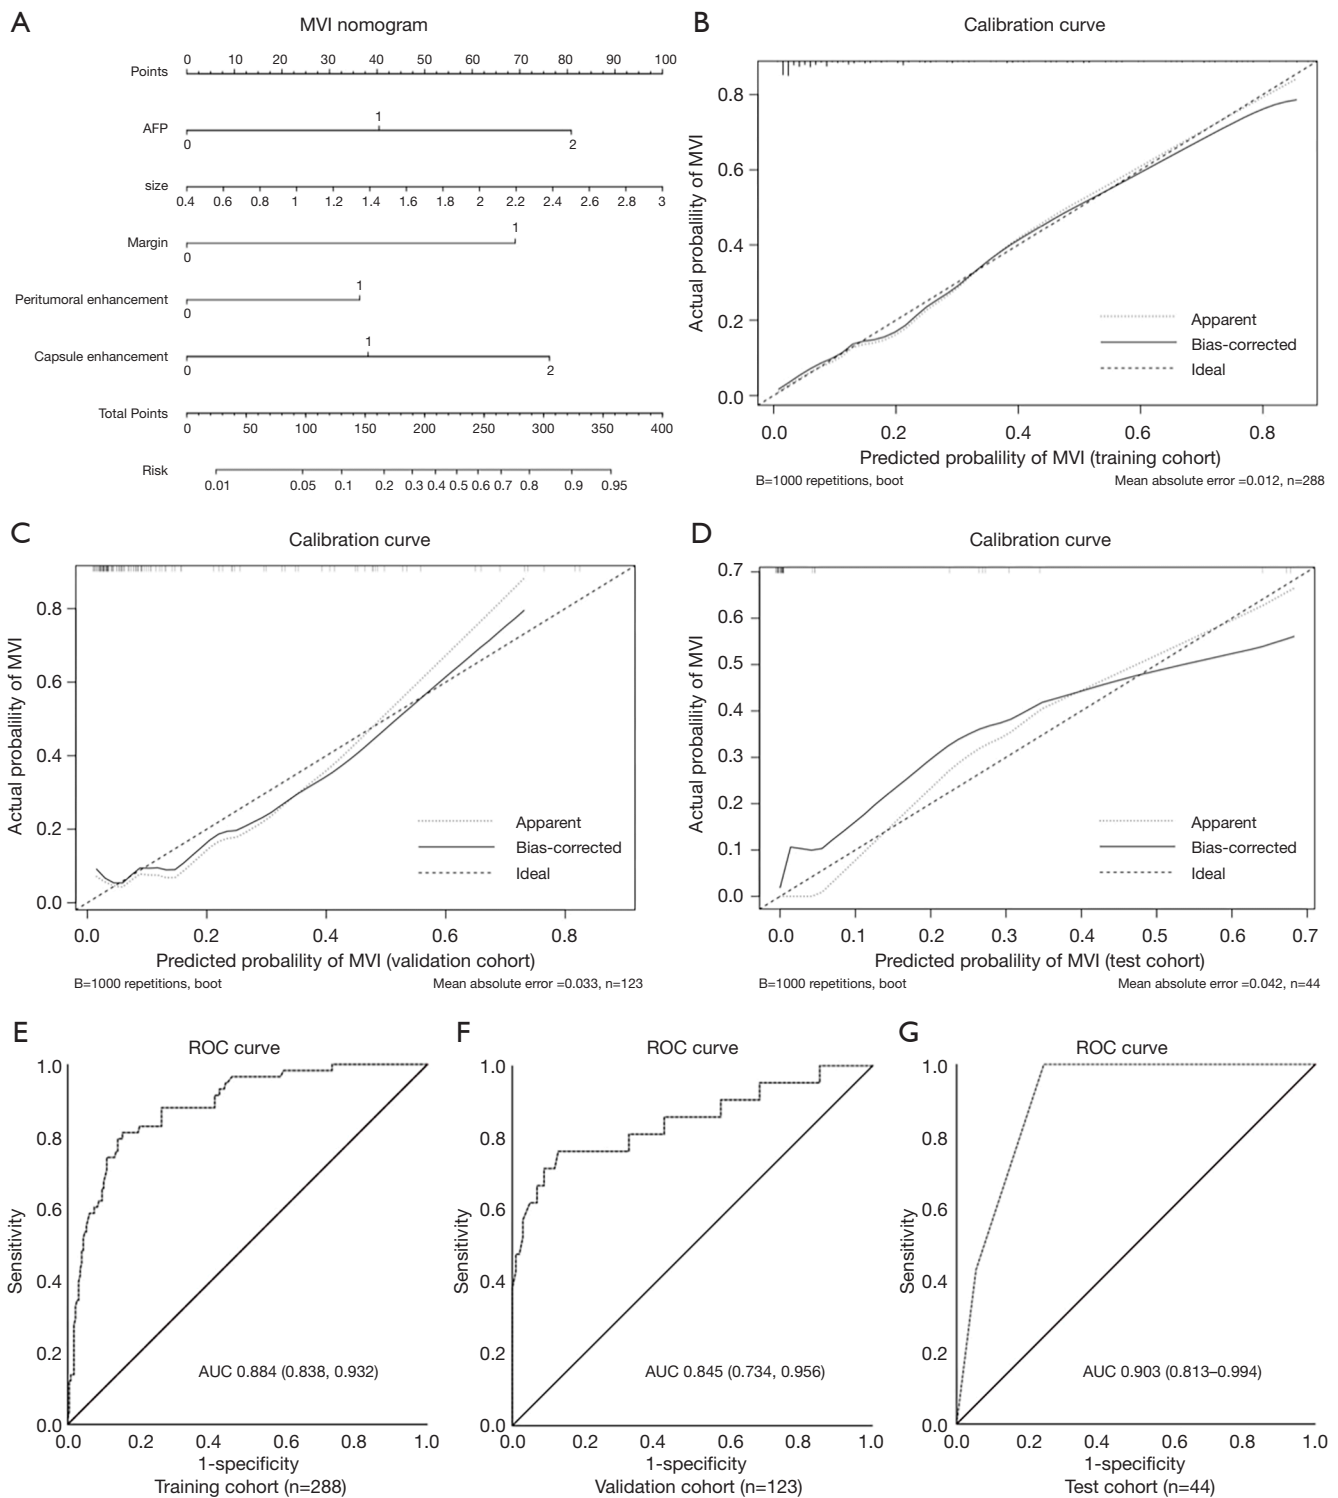 A
MVI nomogram
Points
0 10 20 30 40 50 60 70 80 90 100
AFP
1
0 2
size
0.4 0.6 0.8 1 1.2 1.4 1.6 1.8 2 2.2 2.4 2.6 2.8 3
Margin
1
0
Peritumoral enhancement
1
0
Capsule enhancement
1
0 2
Total Points
0 50 100 150 200 250 300 350 400
Risk
0.01 0.05 0.1 0.2 0.3 0.4 0.5 0.6 0.7 0.8 0.9 0.95
B
Calibration curve
Actual probalility of MVI
0.8
0.6
0.4
0.2
0.0
Apparent
Bias-corrected
Ideal
0.0 0.2 0.4 0.6 0.8
Predicted probalility of MVI (training cohort)
B=1000 repetitions, boot Mean absolute error =0.012, n=288
C
Calibration curve
Actual probalility of MVI
0.8
0.6
0.4
0.2
0.0
Apparent
Bias-corrected
Ideal
0.0 0.2 0.4 0.6 0.8
Predicted probalility of MVI (validation cohort)
B=1000 repetitions, boot Mean absolute error =0.033, n=123
D
Calibration curve
Actual probalility of MVI
0.7
0.6
0.5
0.4
0.3
0.2
0.1
0.0
Apparent
Bias-corrected
Ideal
0.0 0.1 0.2 0.3 0.4 0.5 0.6 0.7
Predicted probalility of MVI (test cohort)
B=1000 repetitions, boot Mean absolute error =0.042, n=44
E
ROC curve
Sensitivity
1.0
0.8
0.6
0.4
0.2
0.0
AUC 0.884 (0.838, 0.932)
0.0 0.2 0.4 0.6 0.8 1.0
1-specificity
Training cohort (n=288)
F
ROC curve
Sensitivity
1.0
0.8
0.6
0.4
0.2
0.0
AUC 0.845 (0.734, 0.956)
0.0 0.2 0.4 0.6 0.8 1.0
1-specificity
Validation cohort (n=123)
G
ROC curve
Sensitivity
1.0
0.8
0.6
0.4
0.2
0.0
AUC 0.903 (0.813–0.994)
0.0 0.2 0.4 0.6 0.8 1.0
1-specificity
Test cohort (n=44)